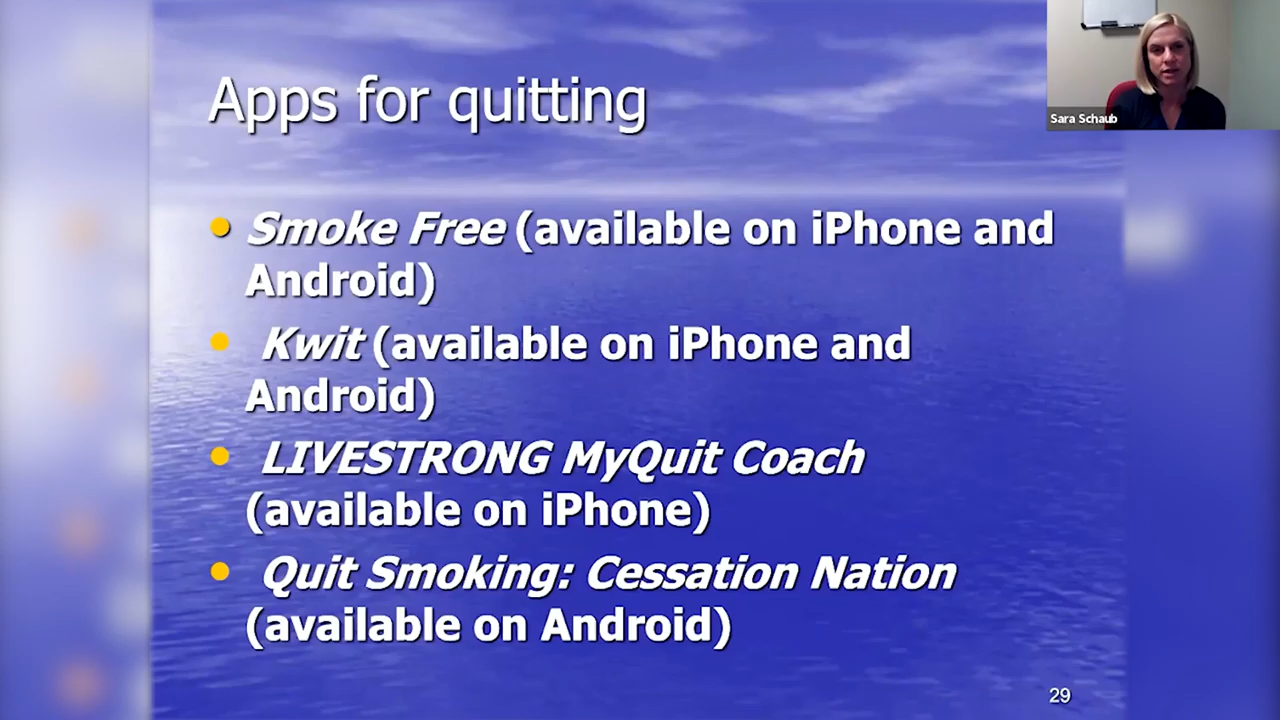 Apps for quitting
Sara Schaub
• Smoke Free (available on iPhone and
Android)
• Kwit (available on iPhone and
Android)
• LIVESTRONG MyQuit Coach
(available on iPhone)
• Quit Smoking: Cessation Nation
(available on Android)
29